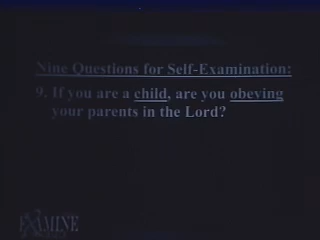 Nine Questions for Self-Examination:
9. If you are a child, are you obeying
your parents in the Lord?
EXAMINE